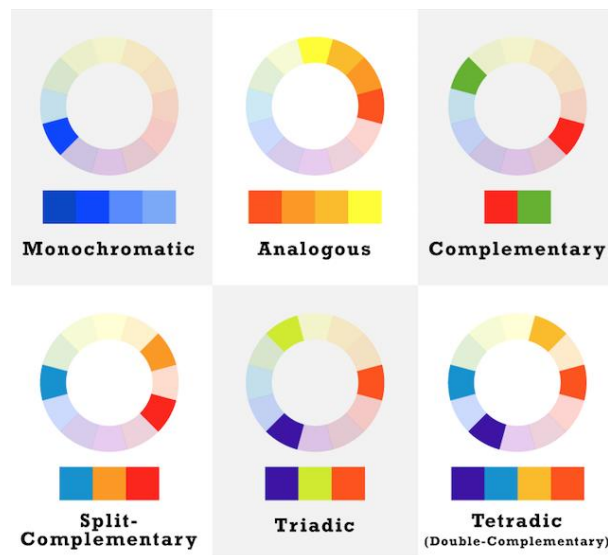 Monochromatic
Analogous
Complementary
Split-
Complementary
Triadic
Tetradic
(Double-Complementary)